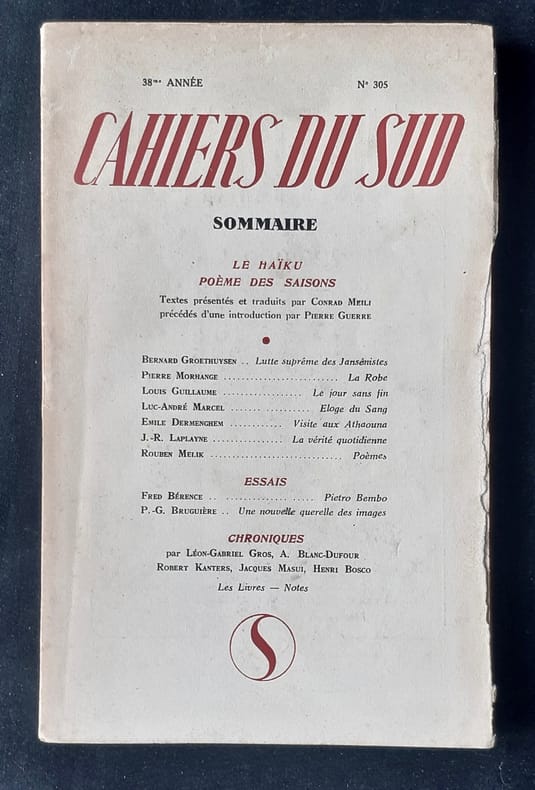 38me ANNÉE N° 305
CAHIERS DU SUD
SOMMAIRE
LE HAÏKU
POÈME DES SAISONS
Textes présentés et traduits par CONRAD MEILI
précédés d'une introduction par PIERRE GUERRE
BERNARD GROETHUYSEN .. Lutte suprême des Jansénistes
PIERRE MORHANGE .......................... La Robe
LOUIS GUILLAUME .................. Le jour sans fin
LUC-ANDRÉ MARCEL .................. Eloge du Sang
EMILE DERMENGHEM ............ Visite aux Athaouna
J.-R. LAPLAYNE ................ La vérité quotidienne
ROUBEN MELIK .............................. Poèmes
ESSAIS
FRED BÉRENCE .. .................... Pietro Bembo
P.-G. BRUGUIÈRE .. Une nouvelle querelle des images
CHRONIQUES
par LÉON-GABRIEL GROS, A. BLANC-DUFOUR
ROBERT KANTERS, JACQUES MASUI, HENRI BOSCO
Les Livres — Notes
S